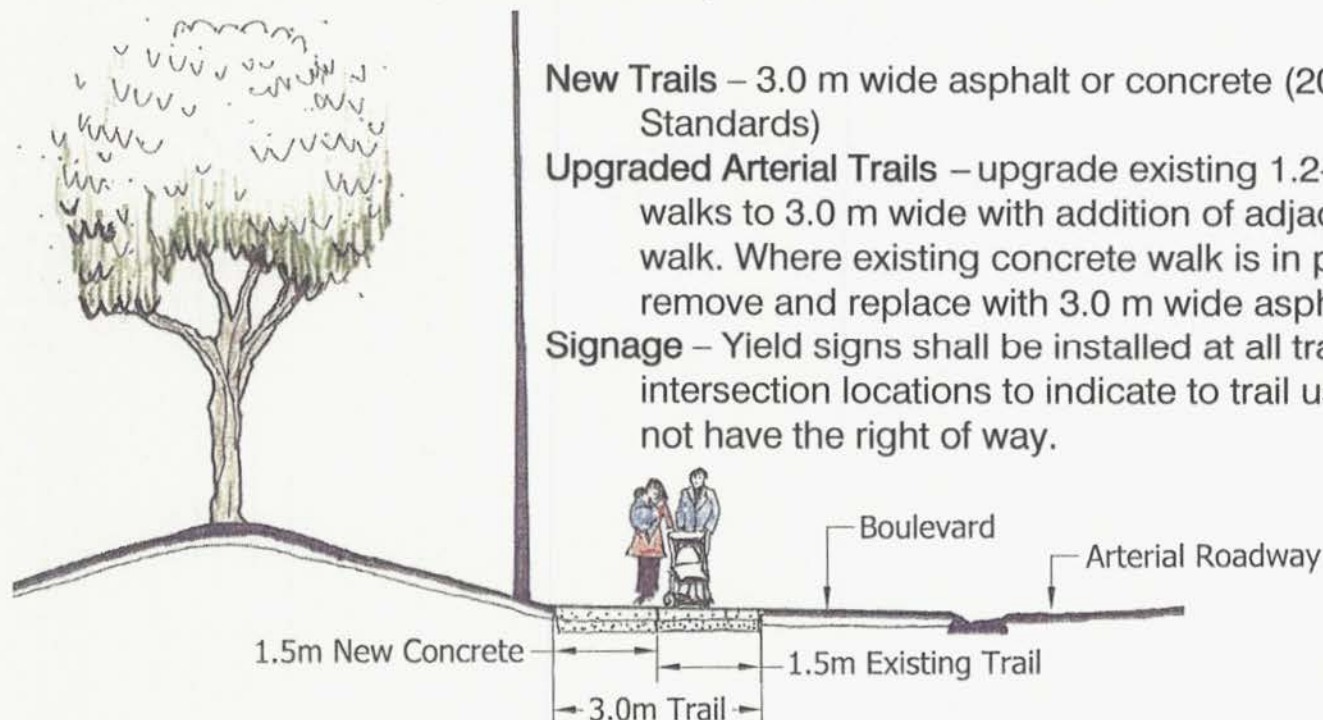 New Trails – 3.0 m wide asphalt or concrete (20
Standards)
Upgraded Arterial Trails – upgrade existing 1.2-
walks to 3.0 m wide with addition of adjac
walk. Where existing concrete walk is in p
remove and replace with 3.0 m wide asph
Signage – Yield signs shall be installed at all tra
intersection locations to indicate to trail u
not have the right of way.
Boulevard
Arterial Roadway
1.5m New Concrete
1.5m Existing Trail
3.0m Trail